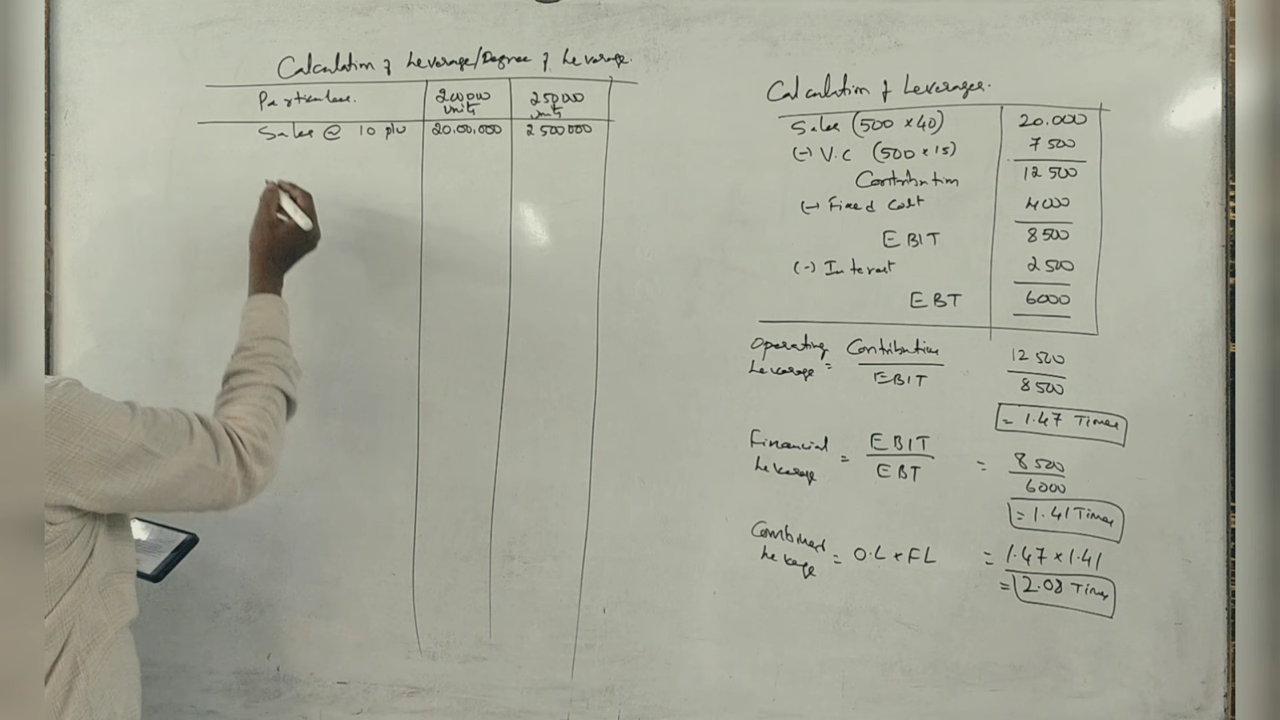 Calculation of Leverage/Degree of Leverage.
Particulars. 200000 units 250000 units
Sales @ 10 p/u 20,00,000 2500000
Calculation of Leverages.
Sales (500 × 40) 20.000
(-) V.C (500 × 15) 7500
Contribution 12500
(-) Fixed Cost 4000
EBIT 8500
(-) Interest 2500
EBT 6000
Operating Leverage = Contribution / EBIT 12500 / 8500
= 1.47 Times
Financial Leverage = EBIT / EBT = 8500 / 6000
= 1.41 Times
Combined Leverage = O.L × FL = 1.47 × 1.41
= 2.08 Times